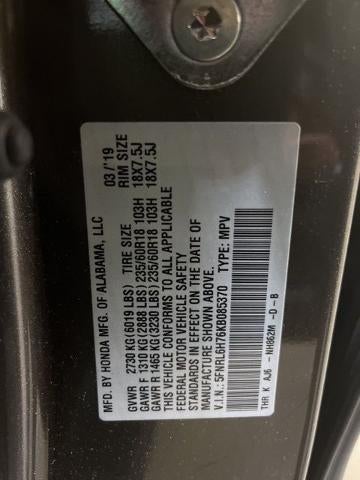 MFD. BY HONDA MFG. OF ALABAMA, LLC 03/'19
GVWR 2730 KG (6019 LBS) TIRE SIZE RIM SIZE
GAWR F 1310 KG (2888 LBS) 235/60R18 103H 18X7.5J
GAWR R 1465 KG (3230 LBS) 235/60R18 103H 18X7.5J
THIS VEHICLE CONFORMS TO ALL APPLICABLE
FEDERAL MOTOR VEHICLE SAFETY
STANDARDS IN EFFECT ON THE DATE OF
MANUFACTURE SHOWN ABOVE.
V.I.N.: 5FNRL6H76KB085370 TYPE: MPV
THR K AJ6 - NH862M -D-B